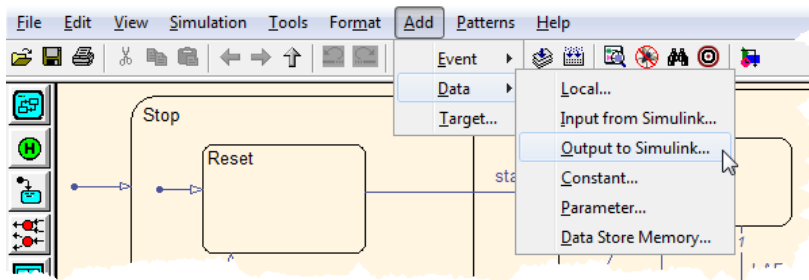 File Edit View Simulation Tools Format Add Patterns Help
Event
Data
Target...
Local...
Input from Simulink...
Output to Simulink...
Constant...
Parameter...
Data Store Memory...
Stop
Reset
sta
H
1